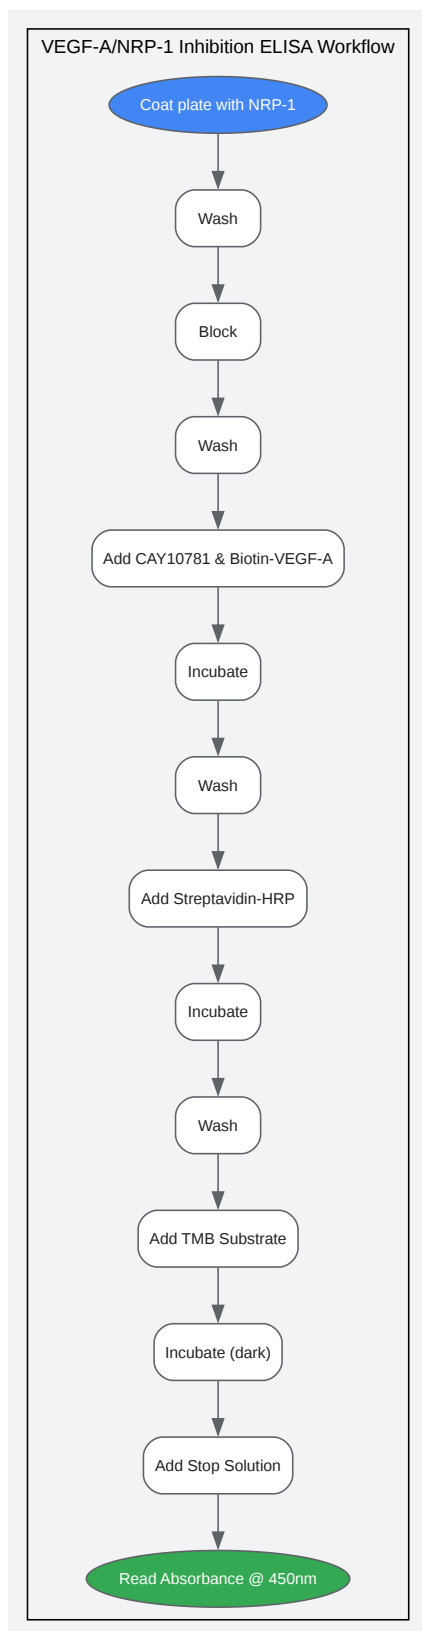 VEGF-A/NRP-1 Inhibition ELISA Workflow
Coat plate with NRP-1
Wash
Block
Wash
Add CAY10781 & Biotin-VEGF-A
Incubate
Wash
Add Streptavidin-HRP
Incubate
Wash
Add TMB Substrate
Incubate (dark)
Add Stop Solution
Read Absorbance @ 450nm